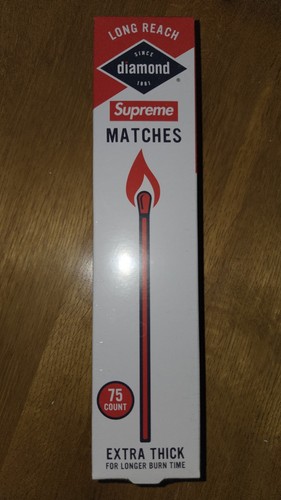 LONG REACH
SINCE
diamond
1881
Supreme
MATCHES
75
COUNT
EXTRA THICK
FOR LONGER BURN TIME